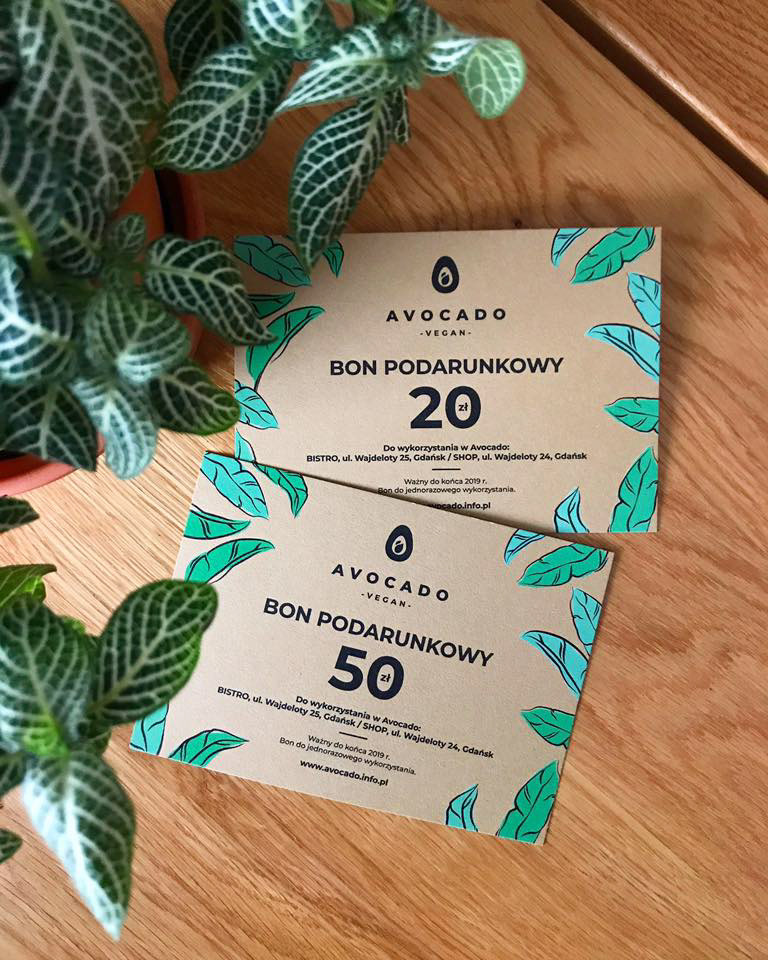 AVOCADO
-VEGAN-
BON PODARUNKOWY
20 zł
Do wykorzystania w Avocado:
BISTRO, ul. Wajdeloty 25, Gdańsk / SHOP, ul. Wajdeloty 24, Gdańsk
Ważny do końca 2019 r.
Bon do jednorazowego wykorzystania.
avocado.info.pl
AVOCADO
-VEGAN-
BON PODARUNKOWY
50 zł
Do wykorzystania w Avocado:
BISTRO, ul. Wajdeloty 25, Gdańsk / SHOP, ul. Wajdeloty 24, Gdańsk
Ważny do końca 2019 r.
Bon do jednorazowego wykorzystania.
www.avocado.info.pl